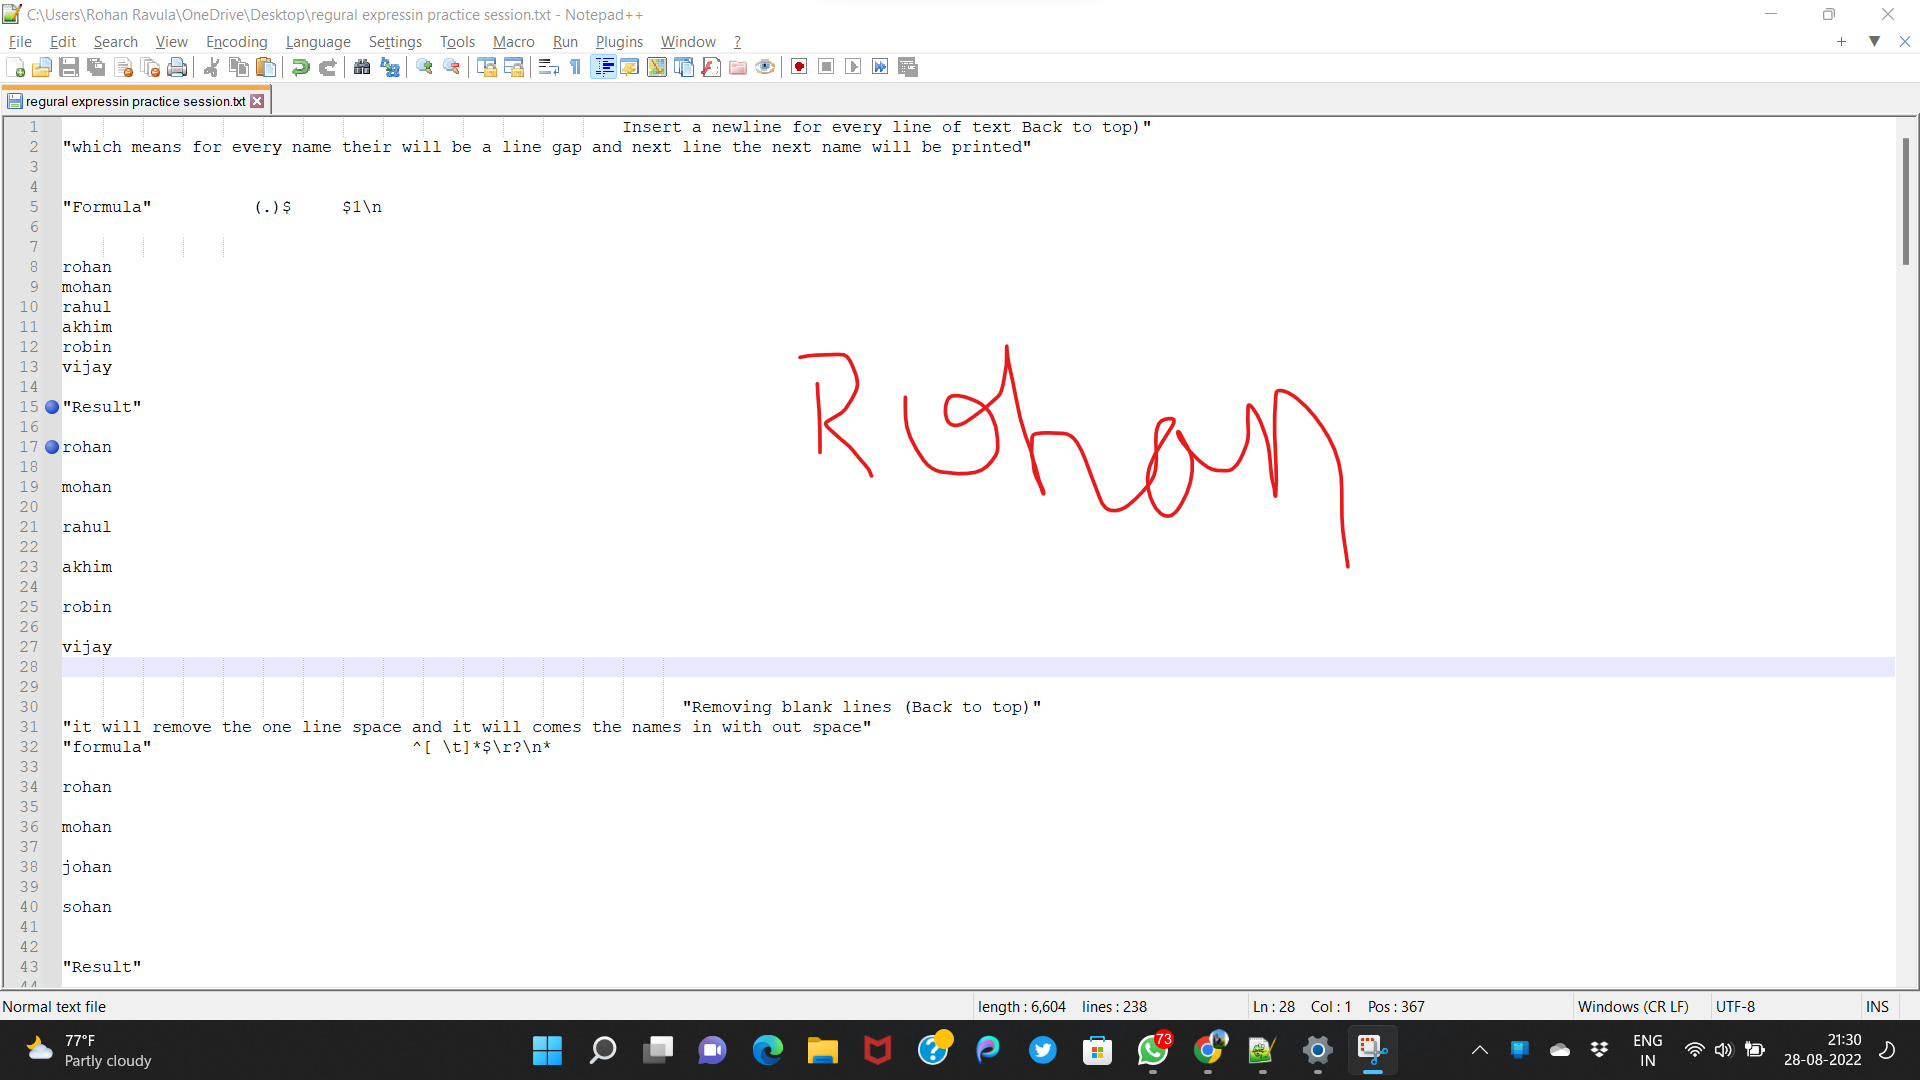 C:\Users\Rohan Ravula\OneDrive\Desktop\regural expressin practice session.txt - Notepad++
File Edit Search View Encoding Language Settings Tools Macro Run Plugins Window ?
regural expressin practice session.txt
1 Insert a newline for every line of text Back to top)"
2 "which means for every name their will be a line gap and next line the next name will be printed"
3
4
5 "Formula" (.)$ $1\n
6
7
8 rohan
9 mohan
10 rahul
11 akhim
12 robin
13 vijay
14
15 "Result"
16
17 rohan
18
19 mohan
20
21 rahul
22
23 akhim
24
25 robin
26
27 vijay
28
29
30 "Removing blank lines (Back to top)"
31 "it will remove the one line space and it will comes the names in with out space"
32 "formula" ^[ \t]*$\r?\n*
33
34 rohan
35
36 mohan
37
38 johan
39
40 sohan
41
42
43 "Result"
44
Rohan
Normal text file length : 6,604 lines : 238 Ln : 28 Col : 1 Pos : 367 Windows (CR LF) UTF-8 INS
77°F
Partly cloudy
73
ENG
IN
21:30
28-08-2022